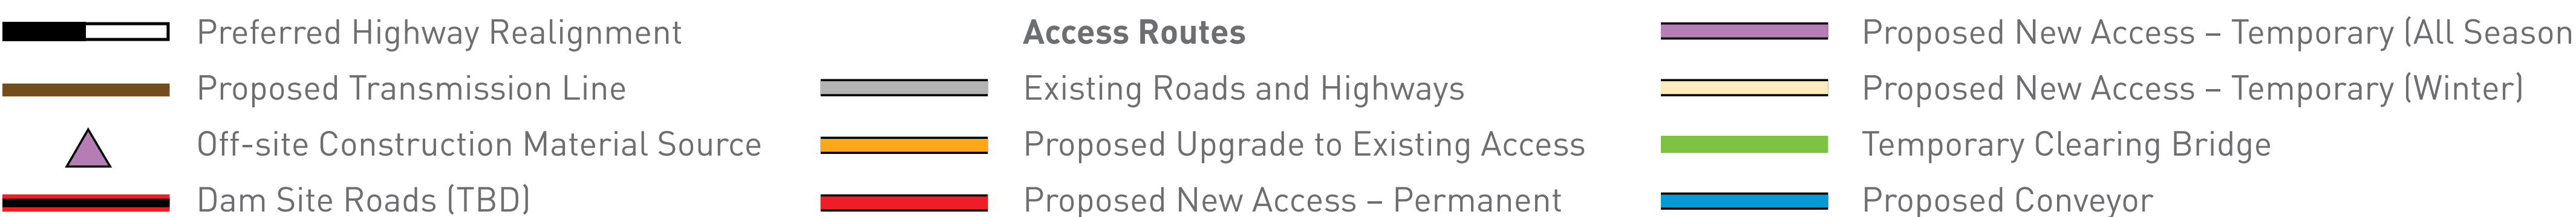 Preferred Highway Realignment
Proposed Transmission Line
Off-site Construction Material Source
Dam Site Roads (TBD)
Access Routes
Existing Roads and Highways
Proposed Upgrade to Existing Access
Proposed New Access – Permanent
Proposed New Access – Temporary (All Season
Proposed New Access – Temporary (Winter)
Temporary Clearing Bridge
Proposed Conveyor